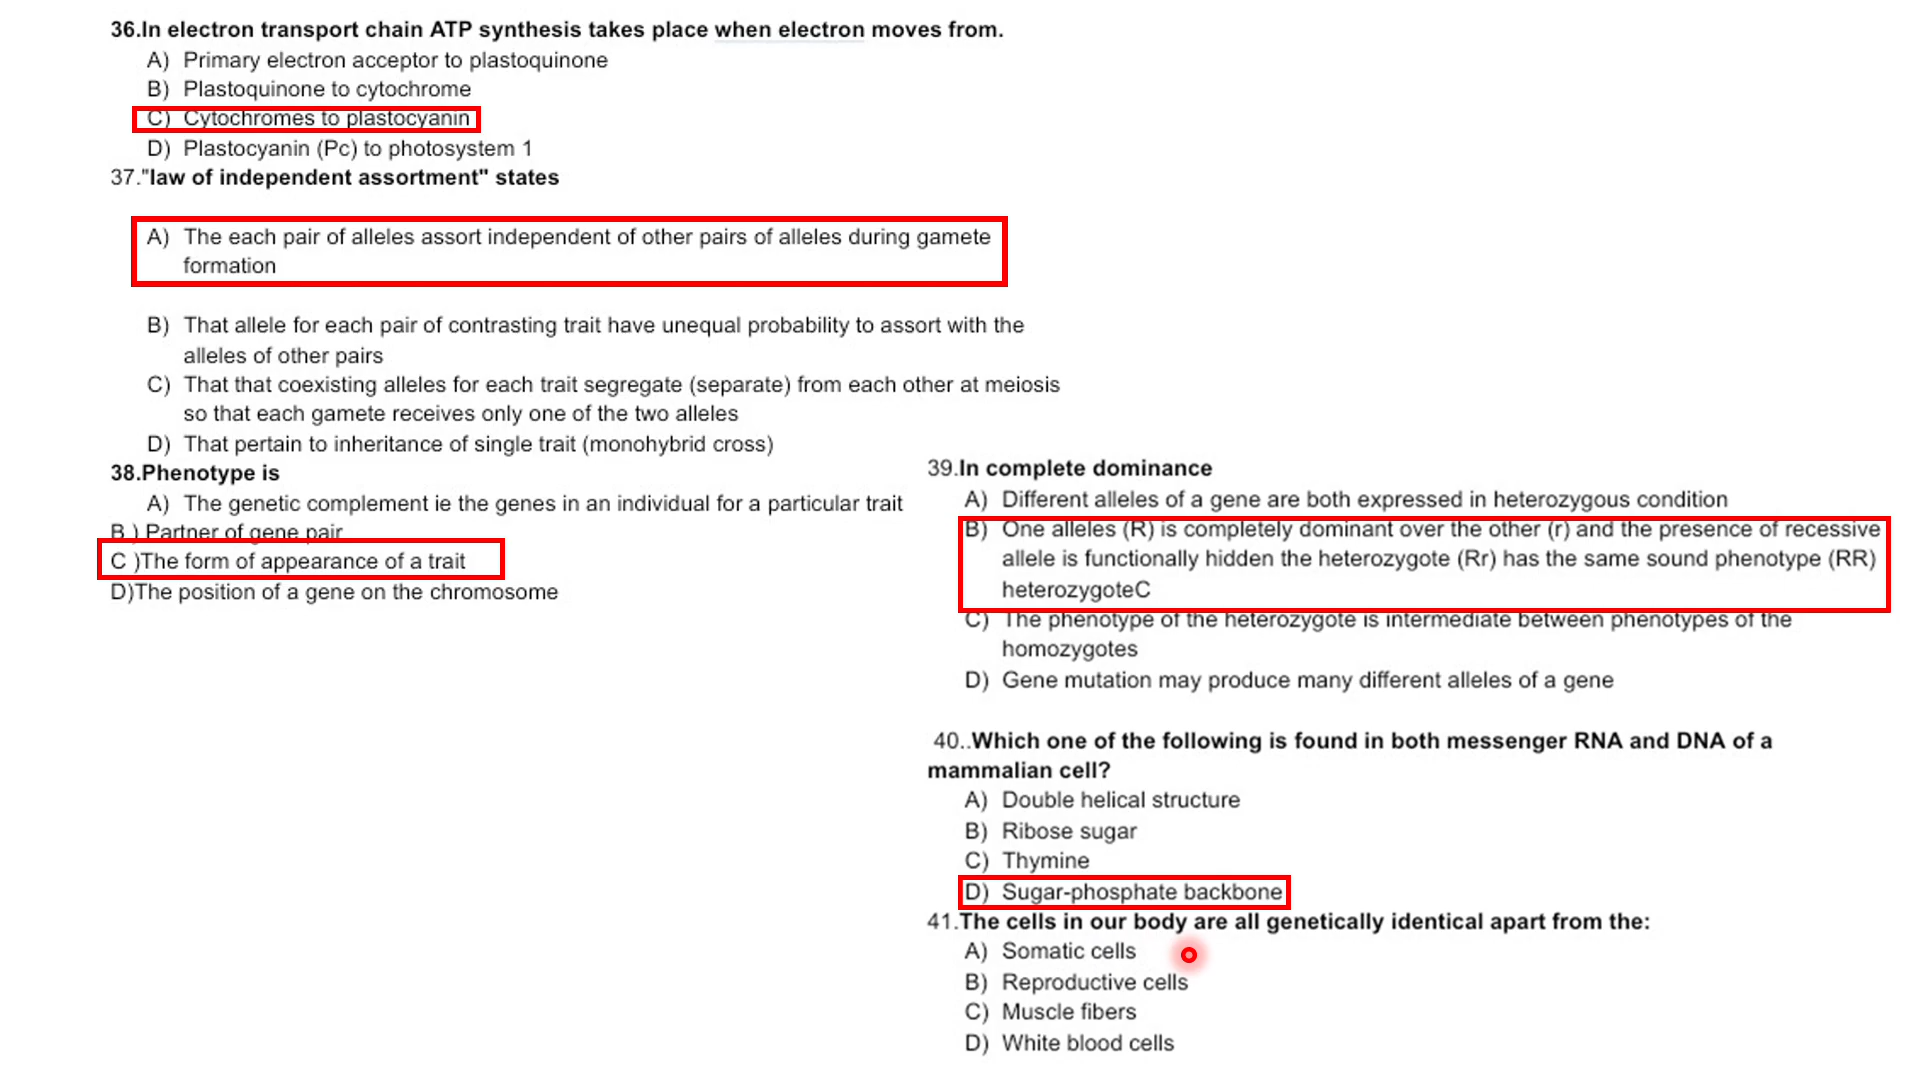 36.In electron transport chain ATP synthesis takes place when electron moves from.
A) Primary electron acceptor to plastoquinone
B) Plastoquinone to cytochrome
C) Cytochromes to plastocyanin
D) Plastocyanin (Pc) to photosystem 1
37."law of independent assortment" states
A) The each pair of alleles assort independent of other pairs of alleles during gamete
formation
B) That allele for each pair of contrasting trait have unequal probability to assort with the
alleles of other pairs
C) That that coexisting alleles for each trait segregate (separate) from each other at meiosis
so that each gamete receives only one of the two alleles
D) That pertain to inheritance of single trait (monohybrid cross)
38.Phenotype is
A) The genetic complement ie the genes in an individual for a particular trait
B ) Partner of gene pair
C )The form of appearance of a trait
D)The position of a gene on the chromosome
39.In complete dominance
A) Different alleles of a gene are both expressed in heterozygous condition
B) One alleles (R) is completely dominant over the other (r) and the presence of recessive
allele is functionally hidden the heterozygote (Rr) has the same sound phenotype (RR)
heterozygoteC
C) The phenotype of the heterozygote is intermediate between phenotypes of the
homozygotes
D) Gene mutation may produce many different alleles of a gene
40..Which one of the following is found in both messenger RNA and DNA of a
mammalian cell?
A) Double helical structure
B) Ribose sugar
C) Thymine
D) Sugar-phosphate backbone
41.The cells in our body are all genetically identical apart from the:
A) Somatic cells
B) Reproductive cells
C) Muscle fibers
D) White blood cells